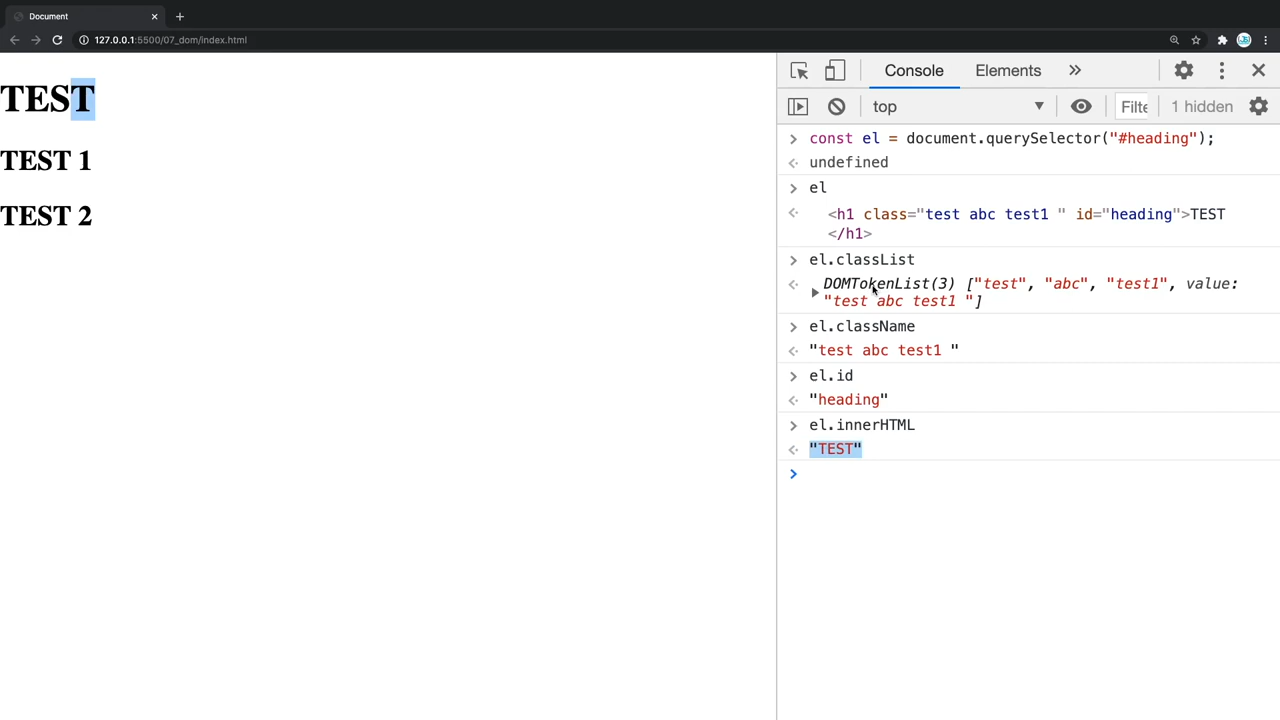 Document
127.0.0.1:5500/07_dom/index.html
TEST
TEST 1
TEST 2
Console Elements
top Filte 1 hidden
const el = document.querySelector("#heading");
undefined
el
<h1 class="test abc test1 " id="heading">TEST
</h1>
el.classList
DOMTokenList(3) ["test", "abc", "test1", value:
"test abc test1 "]
el.className
"test abc test1 "
el.id
"heading"
el.innerHTML
"TEST"